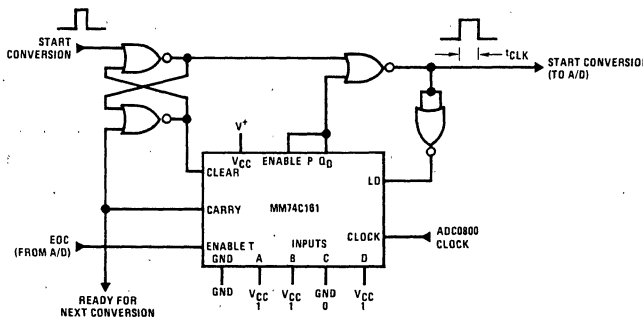 START
CONVERSION
tCLK
START CONVERSION
(TO A/D)
V+
VCC
ENABLE P QD
CLEAR
LD
CARRY
MM74C161
ENABLE T
INPUTS
CLOCK
ADC0800
CLOCK
EOC
(FROM A/D)
GND A B C D
GND VCC VCC GND VCC
1 1 0 1
READY FOR
NEXT CONVERSION